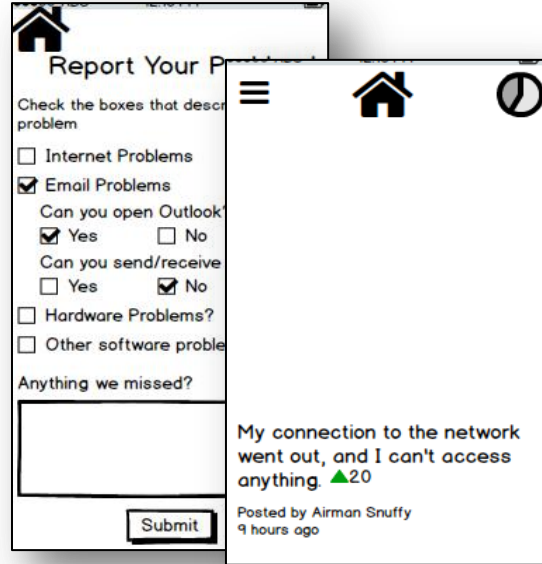 Report Your
Check the boxes that
problem
Internet Problems
Email Problems
Can you open Outlook?
Yes No
Can you send/receive
Yes No
Hardware Problems?
Other software
Anything we missed?
Submit
My connection to the network
went out, and I can't access
anything. ▲20
Posted by Airman Snuffy
9 hours ago